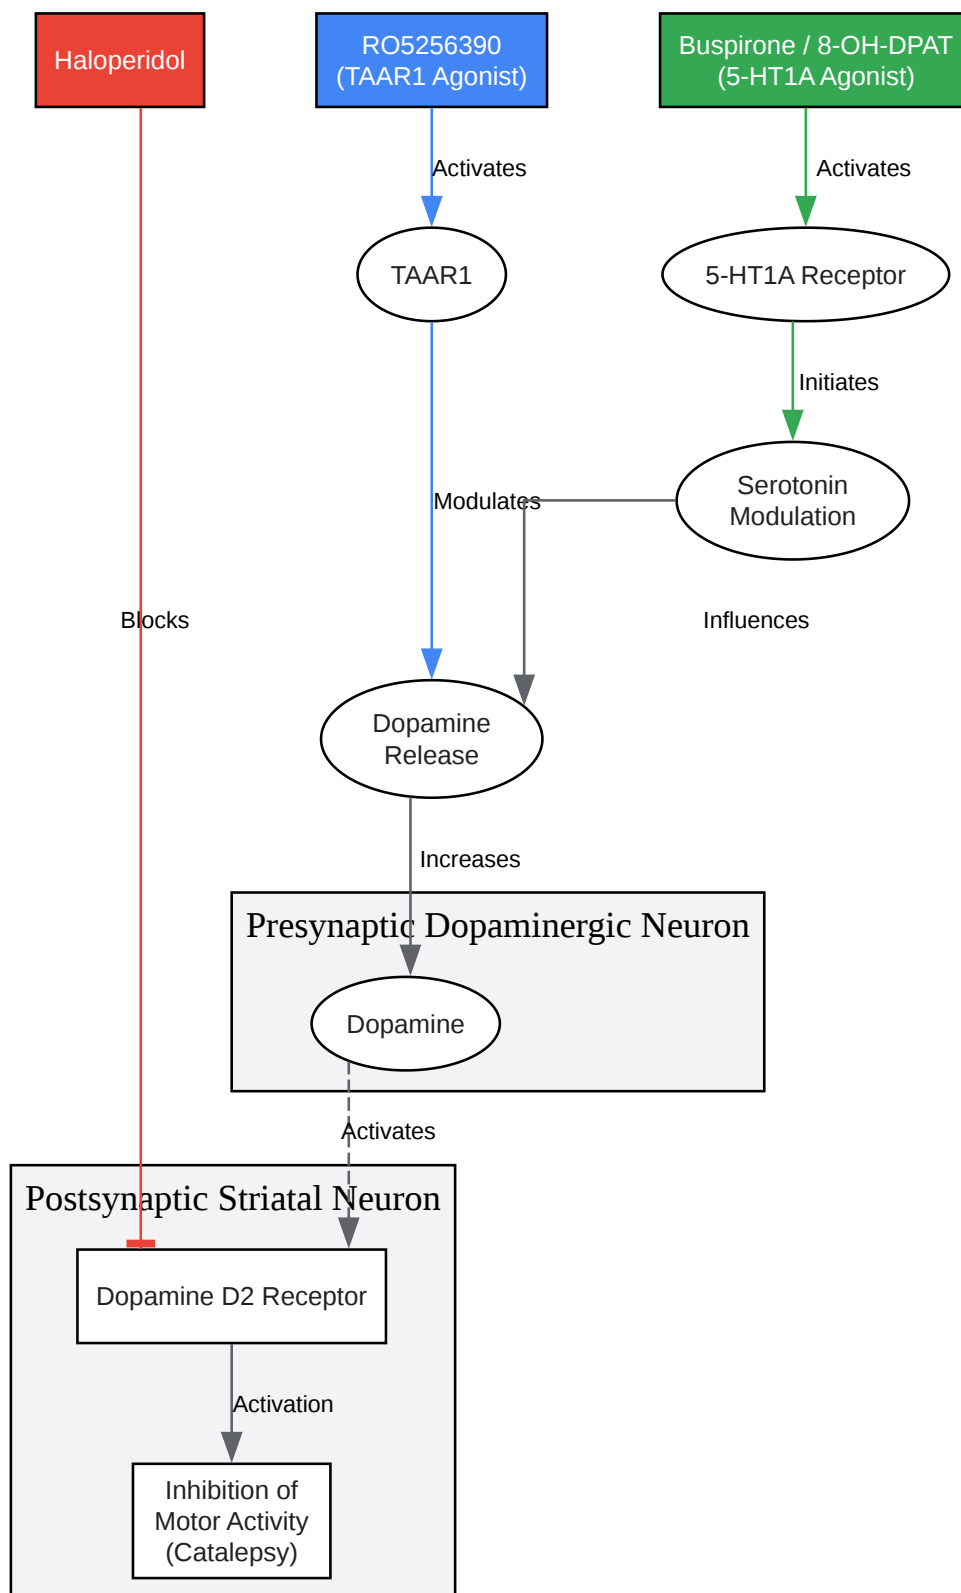 Haloperidol
RO5256390
(TAAR1 Agonist)
Buspirone / 8-OH-DPAT
(5-HT1A Agonist)
Activates
Activates
TAAR1
5-HT1A Receptor
Initiates
Serotonin
Modulation
Modulates
Blocks
Influences
Dopamine
Release
Increases
Presynaptic Dopaminergic Neuron
Dopamine
Activates
Postsynaptic Striatal Neuron
Dopamine D2 Receptor
Activation
Inhibition of
Motor Activity
(Catalepsy)